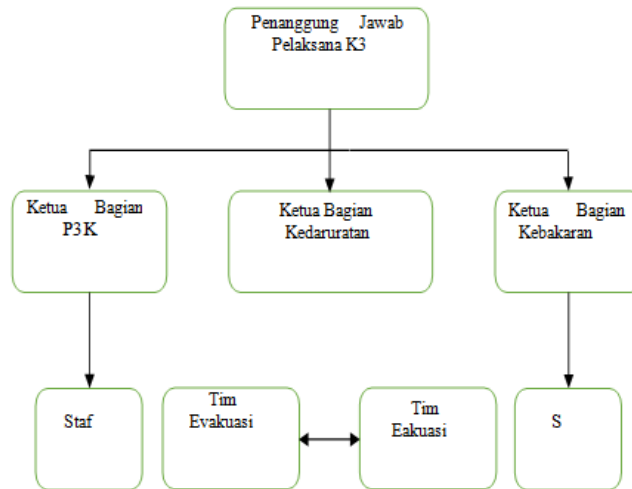 Penanggung Jawab
Pelaksana K3
Ketua Bagian
P3K
Ketua Bagian
Kedaruratan
Ketua Bagian
Kebakaran
Staf
Tim
Evakuasi
Tim
Eakuasi
S